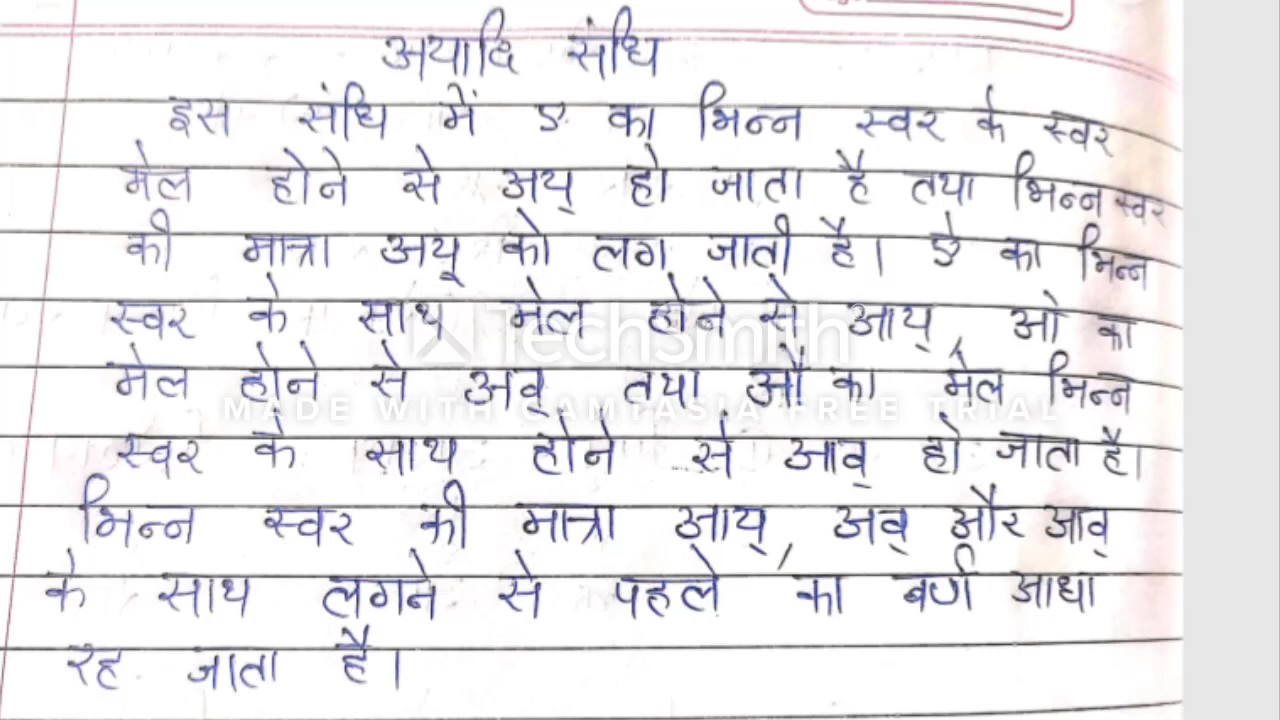 अयादि संधि
इस संधि में ए का भिन्न स्वर के स्वर
मेल होने से अय् हो जाता है तथा भिन्न स्वर
की मात्रा अय् को लग जाती है। ऐ का भिन्न
स्वर के साथ मेल होने से आय्, ओ का
मेल होने से अव् तथा औ का मेल भिन्न
स्वर के साथ होने से आव् हो जाता है।
भिन्न स्वर की मात्रा आय्, अव् और आव्
के साथ लगने से पहले का वर्ण आधा
रह जाता है।
TechSmith
MADE WITH CAMTASIA FREE TRIAL